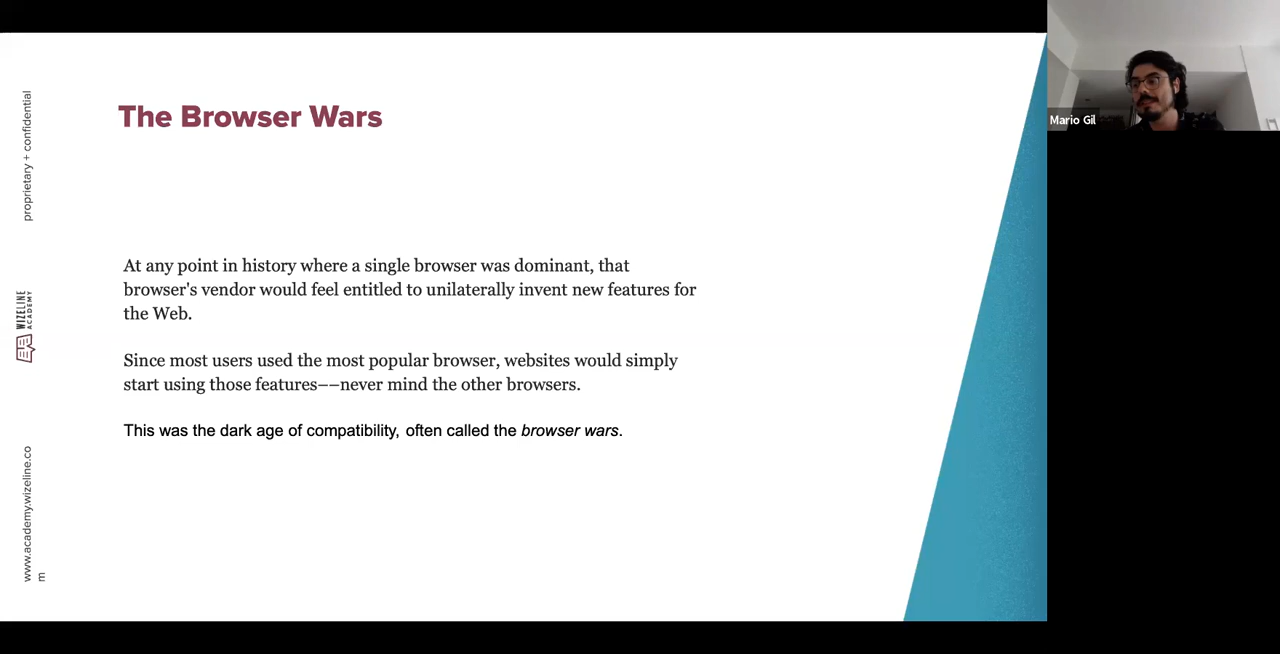 The Browser Wars
At any point in history where a single browser was dominant, that
browser's vendor would feel entitled to unilaterally invent new features for
the Web.
Since most users used the most popular browser, websites would simply
start using those features––never mind the other browsers.
This was the dark age of compatibility, often called the browser wars.
proprietary + confidential
WIZELINE
ACADEMY
www.academy.wizeline.co
m
Mario Gil